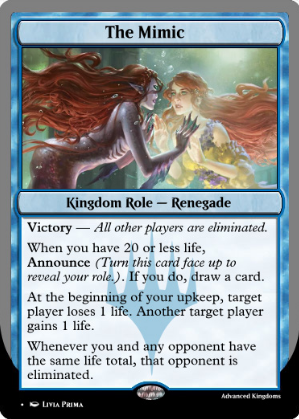 The Mimic
Kingdom Role — Renegade
Victory — All other players are eliminated.
When you have 20 or less life,
Announce (Turn this card face up to
reveal your role.). If you do, draw a card.
At the beginning of your upkeep, target
player loses 1 life. Another target player
gains 1 life.
Whenever you and any opponent have
the same life total, that opponent is
eliminated.
Advanced Kingdoms
• Livia Prima